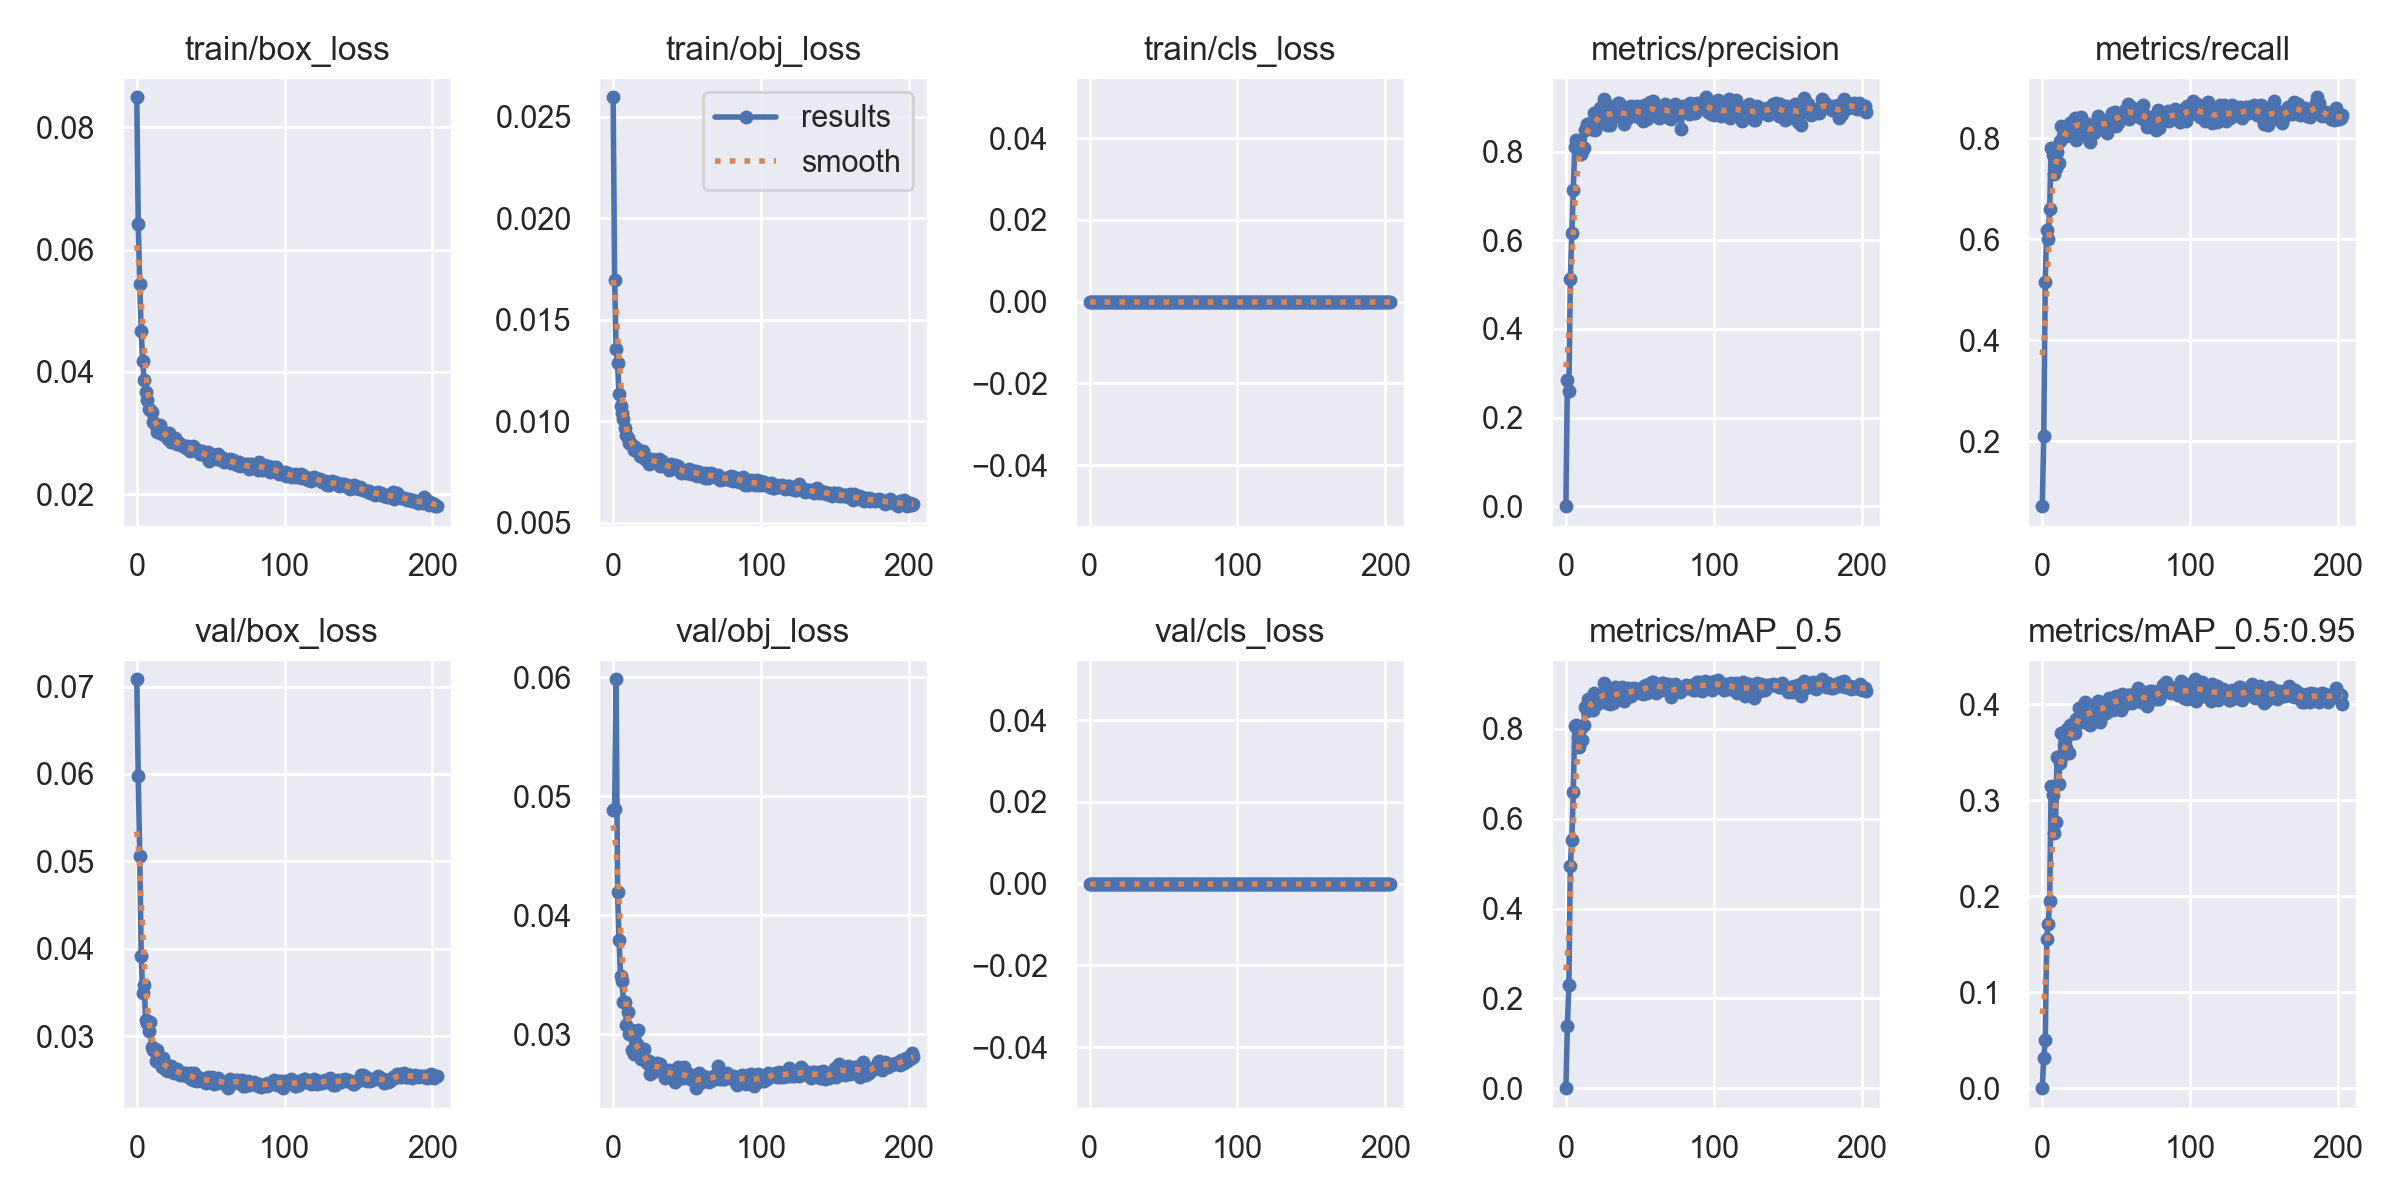 train/box_loss
0.08
0.06
0.04
0.02
0 100 200
train/obj_loss
results
smooth
0.025
0.020
0.015
0.010
0.005
0 100 200
train/cls_loss
0.04
0.02
0.00
−0.02
−0.04
0 100 200
metrics/precision
0.8
0.6
0.4
0.2
0.0
0 100 200
metrics/recall
0.8
0.6
0.4
0.2
0 100 200
val/box_loss
0.07
0.06
0.05
0.04
0.03
0 100 200
val/obj_loss
0.06
0.05
0.04
0.03
0 100 200
val/cls_loss
0.04
0.02
0.00
−0.02
−0.04
0 100 200
metrics/mAP_0.5
0.8
0.6
0.4
0.2
0.0
0 100 200
metrics/mAP_0.5:0.95
0.4
0.3
0.2
0.1
0.0
0 100 200